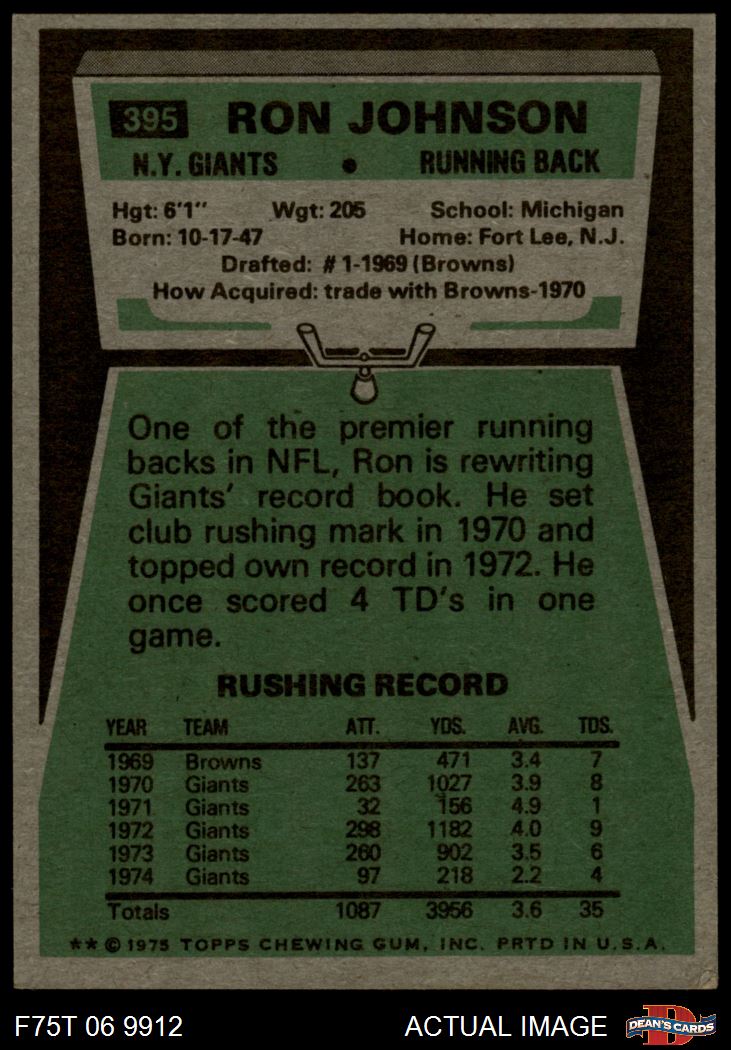 395 RON JOHNSON
N.Y. GIANTS • RUNNING BACK
Hgt: 6'1" Wgt: 205 School: Michigan
Born: 10-17-47 Home: Fort Lee, N.J.
Drafted: #1-1969 (Browns)
How Acquired: trade with Browns-1970
One of the premier running
backs in NFL, Ron is rewriting
Giants' record book. He set
club rushing mark in 1970 and
topped own record in 1972. He
once scored 4 TD's in one
game.
RUSHING RECORD
YEAR TEAM ATT. YDS. AVG. TDS.
1969 Browns 137 471 3.4 7
1970 Giants 263 1027 3.9 8
1971 Giants 32 156 4.9 1
1972 Giants 298 1182 4.0 9
1973 Giants 260 902 3.5 6
1974 Giants 97 218 2.2 4
Totals 1087 3956 3.6 35
** © 1975 TOPPS CHEWING GUM, INC. PRTD IN U.S.A.
F75T 06 9912 ACTUAL IMAGE D DEAN'S CARDS